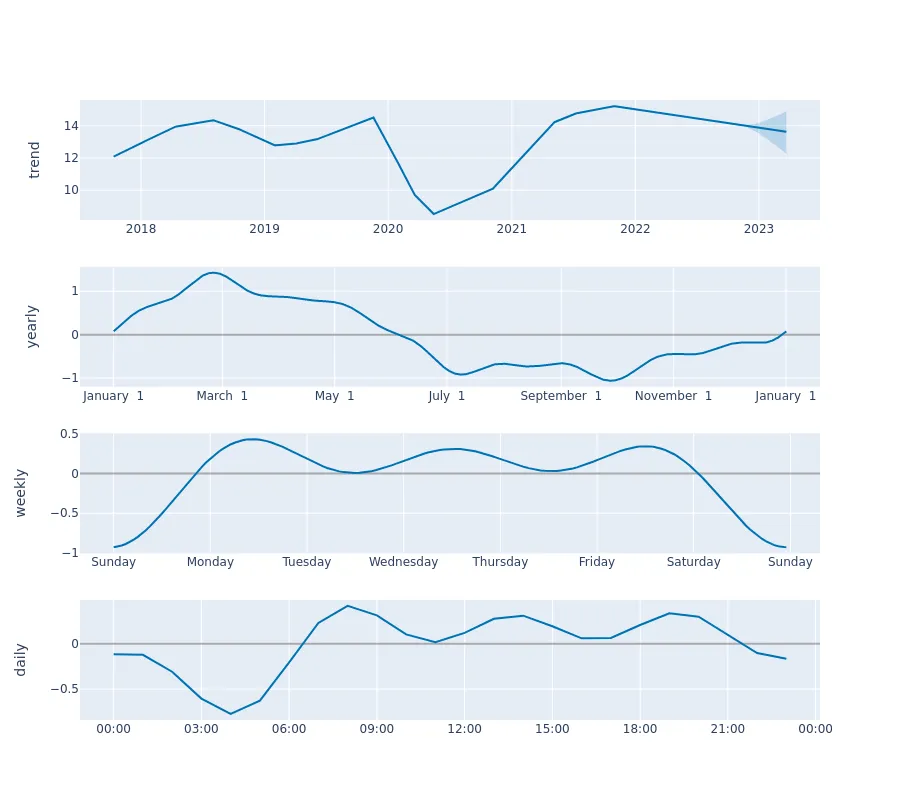 trend
14
12
10
2018 2019 2020 2021 2022 2023
yearly
1
0
−1
January 1 March 1 May 1 July 1 September 1 November 1 January 1
weekly
0.5
0
−0.5
−1
Sunday Monday Tuesday Wednesday Thursday Friday Saturday Sunday
daily
0
−0.5
00:00 03:00 06:00 09:00 12:00 15:00 18:00 21:00 00:00